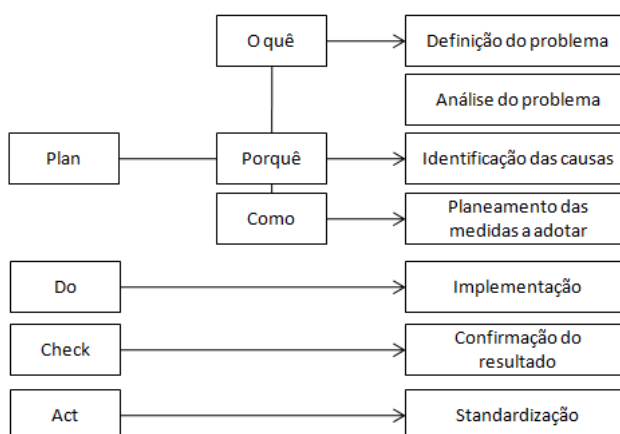 O quê
Definição do problema
Análise do problema
Plan
Porquê
Identificação das causas
Como
Planeamento das
medidas a adotar
Do
Implementação
Check
Confirmação do
resultado
Act
Standardização